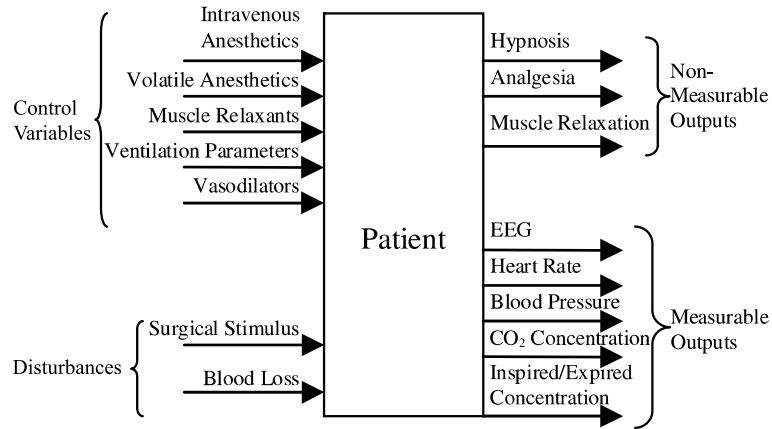 Control
Variables
Intravenous
Anesthetics
Volatile Anesthetics
Muscle Relaxants
Ventilation Parameters
Vasodilators
Disturbances
Surgical Stimulus
Blood Loss
Patient
Hypnosis
Analgesia
Muscle Relaxation
Non-
Measurable
Outputs
EEG
Heart Rate
Blood Pressure
CO₂ Concentration
Inspired/Expired
Concentration
Measurable
Outputs